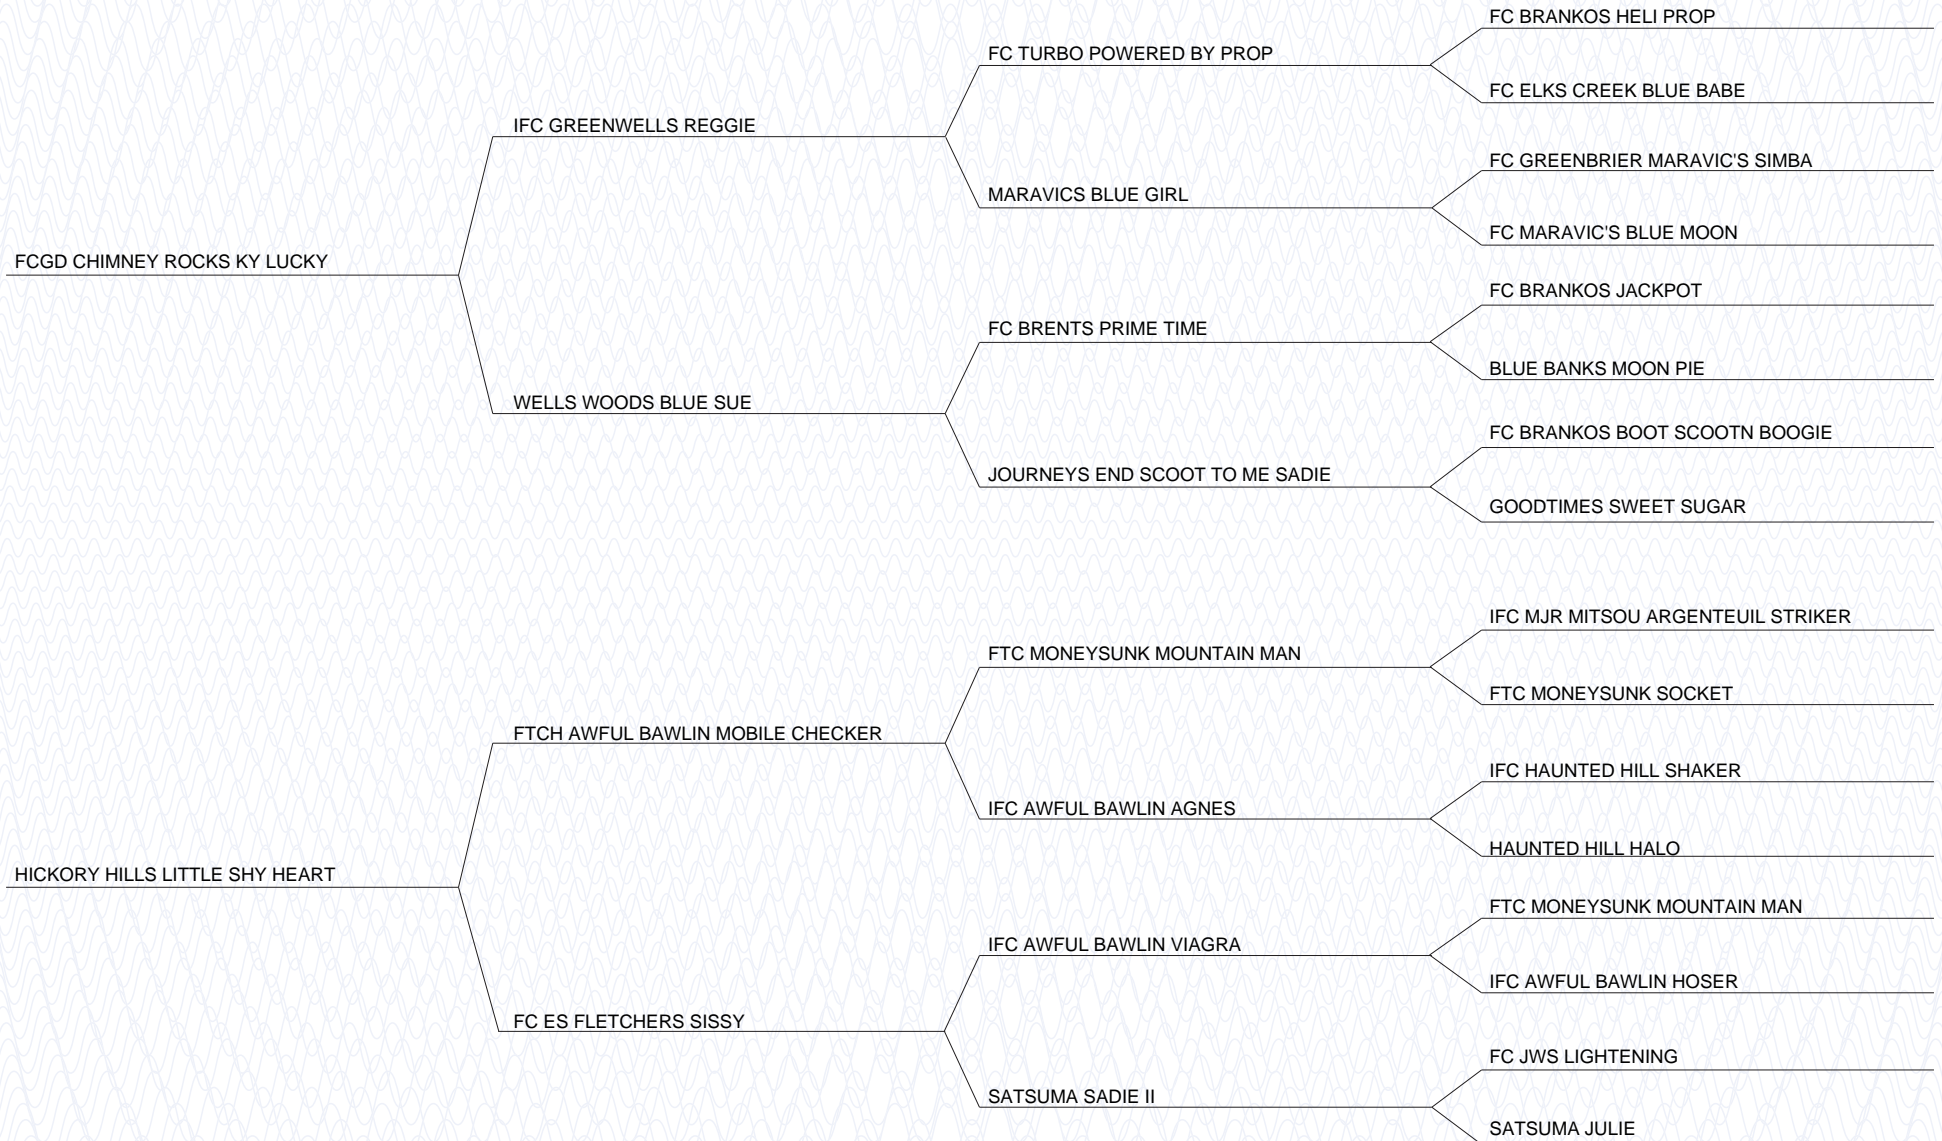 FC BRANKOS HELI PROP
FC TURBO POWERED BY PROP
FC ELKS CREEK BLUE BABE
IFC GREENWELLS REGGIE
FC GREENBRIER MARAVIC'S SIMBA
MARAVICS BLUE GIRL
FC MARAVIC'S BLUE MOON
FCGD CHIMNEY ROCKS KY LUCKY
FC BRANKOS JACKPOT
FC BRENTS PRIME TIME
BLUE BANKS MOON PIE
WELLS WOODS BLUE SUE
FC BRANKOS BOOT SCOOTN BOOGIE
JOURNEYS END SCOOT TO ME SADIE
GOODTIMES SWEET SUGAR
IFC MJR MITSOU ARGENTEUIL STRIKER
FTC MONEYSUNK MOUNTAIN MAN
FTC MONEYSUNK SOCKET
FTCH AWFUL BAWLIN MOBILE CHECKER
IFC HAUNTED HILL SHAKER
IFC AWFUL BAWLIN AGNES
HAUNTED HILL HALO
HICKORY HILLS LITTLE SHY HEART
FTC MONEYSUNK MOUNTAIN MAN
IFC AWFUL BAWLIN VIAGRA
IFC AWFUL BAWLIN HOSER
FC ES FLETCHERS SISSY
FC JWS LIGHTENING
SATSUMA SADIE II
SATSUMA JULIE